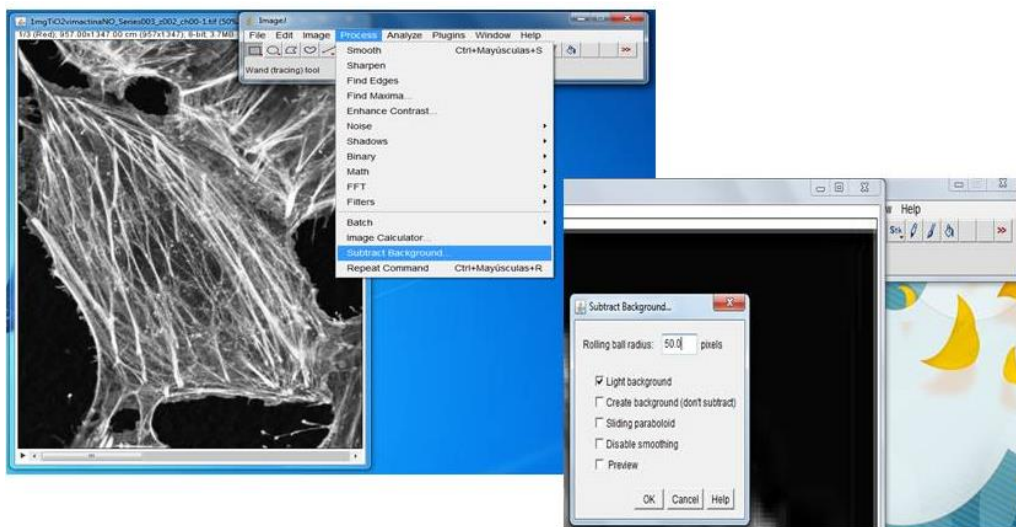 1mgTiO2vimactinaNO_Series003_z002_ch00-1.tif (50%)
ImageJ
1/3 (Red); 957.00x1347.00 cm (957x1347); 8-bit; 3.7MB
File Edit Image Process Analyze Plugins Window Help
Wand (tracing) tool
Smooth Ctrl+Mayúsculas+S
Sharpen
Find Edges
Find Maxima...
Enhance Contrast...
Noise
Shadows
Binary
Math
FFT
Filters
Batch
Image Calculator...
Subtract Background...
Repeat Command Ctrl+Mayúsculas+R
w Help
Stk
>>
>>
Subtract Background...
Rolling ball radius: 50.0 pixels
Light background
Create background (don't subtract)
Sliding paraboloid
Disable smoothing
Preview
OK Cancel Help